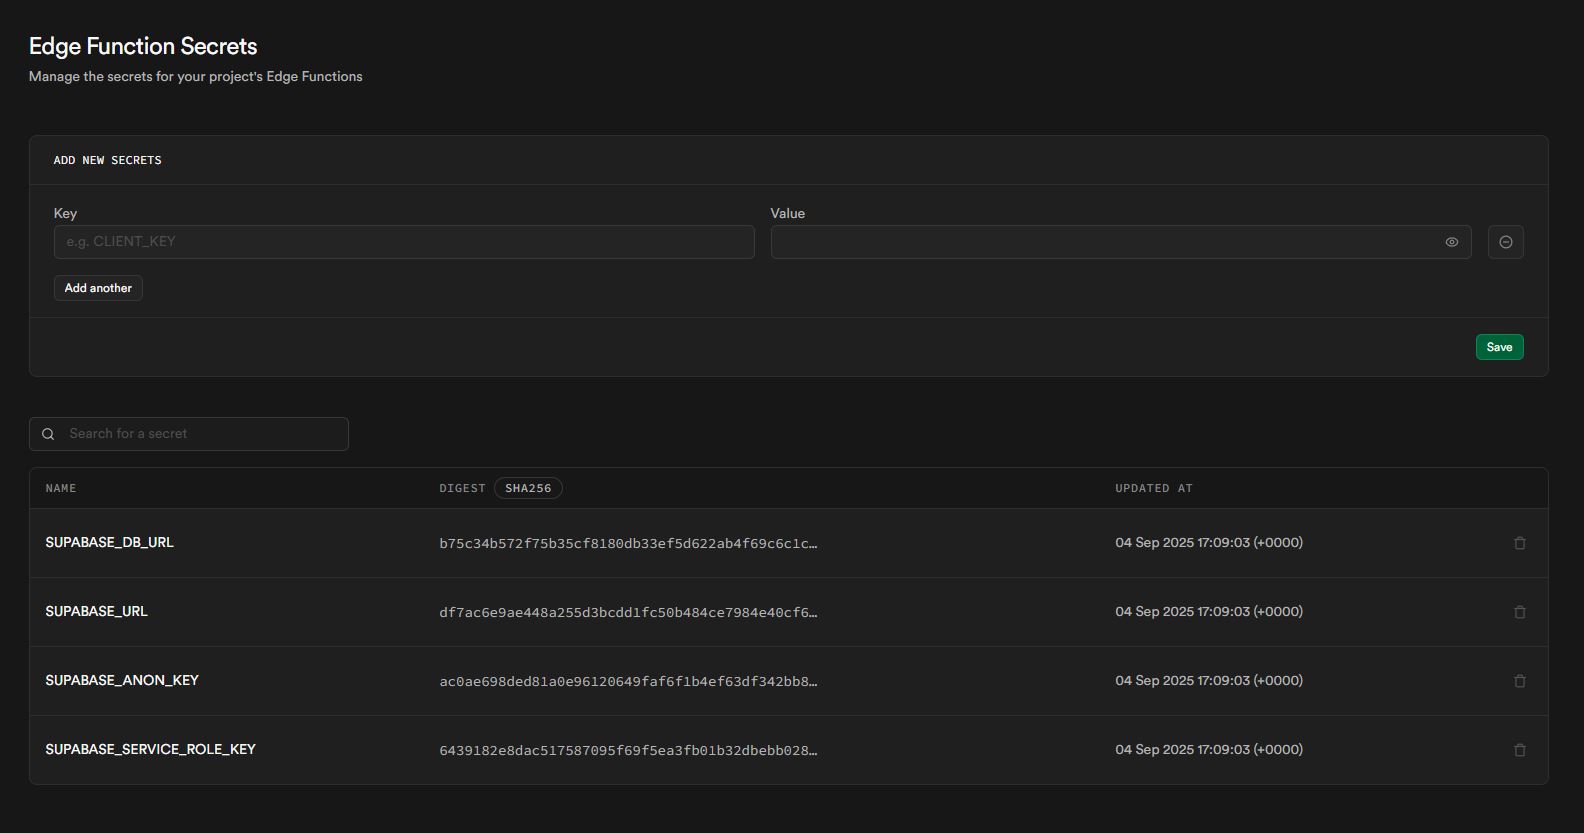 Edge Function Secrets
Manage the secrets for your project's Edge Functions
ADD NEW SECRETS
Key Value
e.g. CLIENT_KEY
Add another
Save
Search for a secret
NAME DIGEST SHA256 UPDATED AT
SUPABASE_DB_URL b75c34b572f75b35cf8180db33ef5d622ab4f69c6c1c… 04 Sep 2025 17:09:03 (+0000)
SUPABASE_URL df7ac6e9ae448a255d3bcdd1fc50b484ce7984e40cf6… 04 Sep 2025 17:09:03 (+0000)
SUPABASE_ANON_KEY ac0ae698ded81a0e96120649faf6f1b4ef63df342bb8… 04 Sep 2025 17:09:03 (+0000)
SUPABASE_SERVICE_ROLE_KEY 6439182e8dac517587095f69f5ea3fb01b32dbebb028… 04 Sep 2025 17:09:03 (+0000)